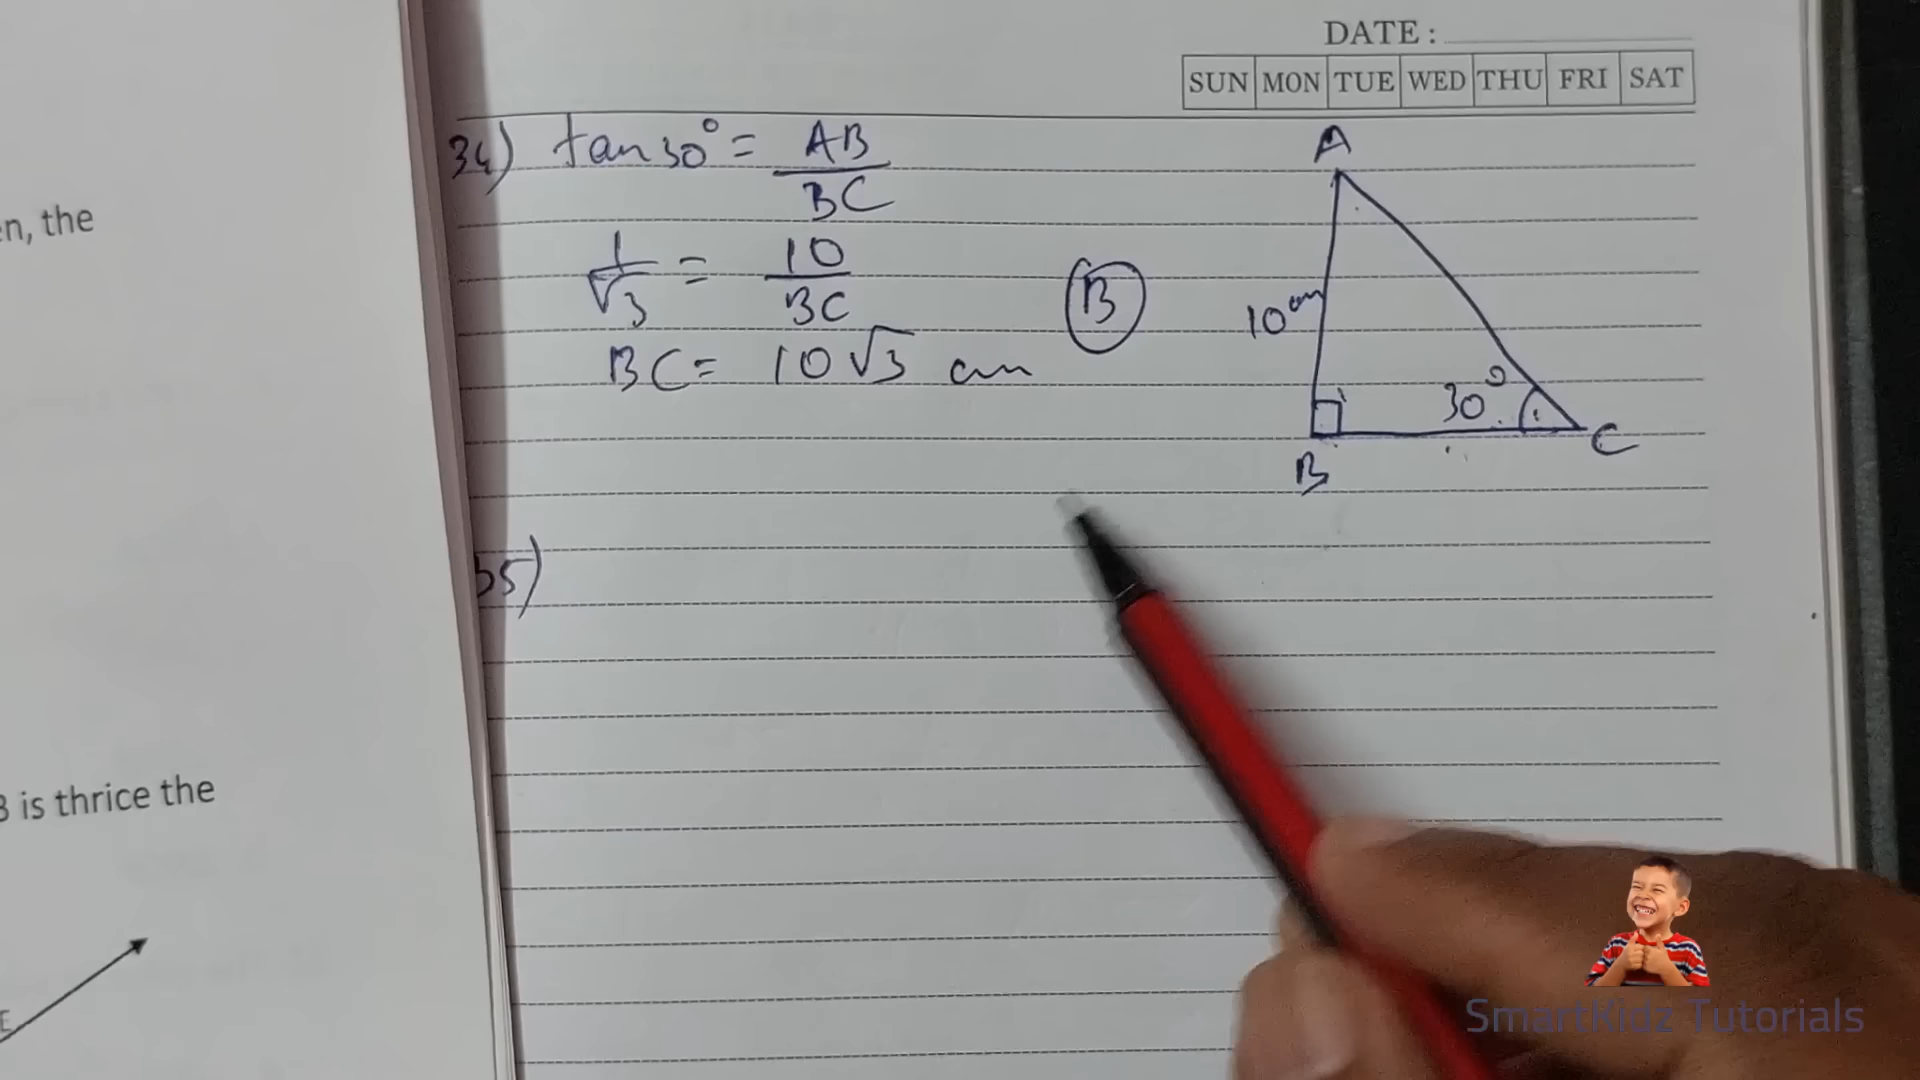 en, the
B is thrice the
E
DATE :
SUN MON TUE WED THU FRI SAT
34) tan 30° = AB / BC
1 / √3 = 10 / BC
BC = 10√3 cm
B
A
10 cm
30°
B
C
35)
SmartKidz Tutorials